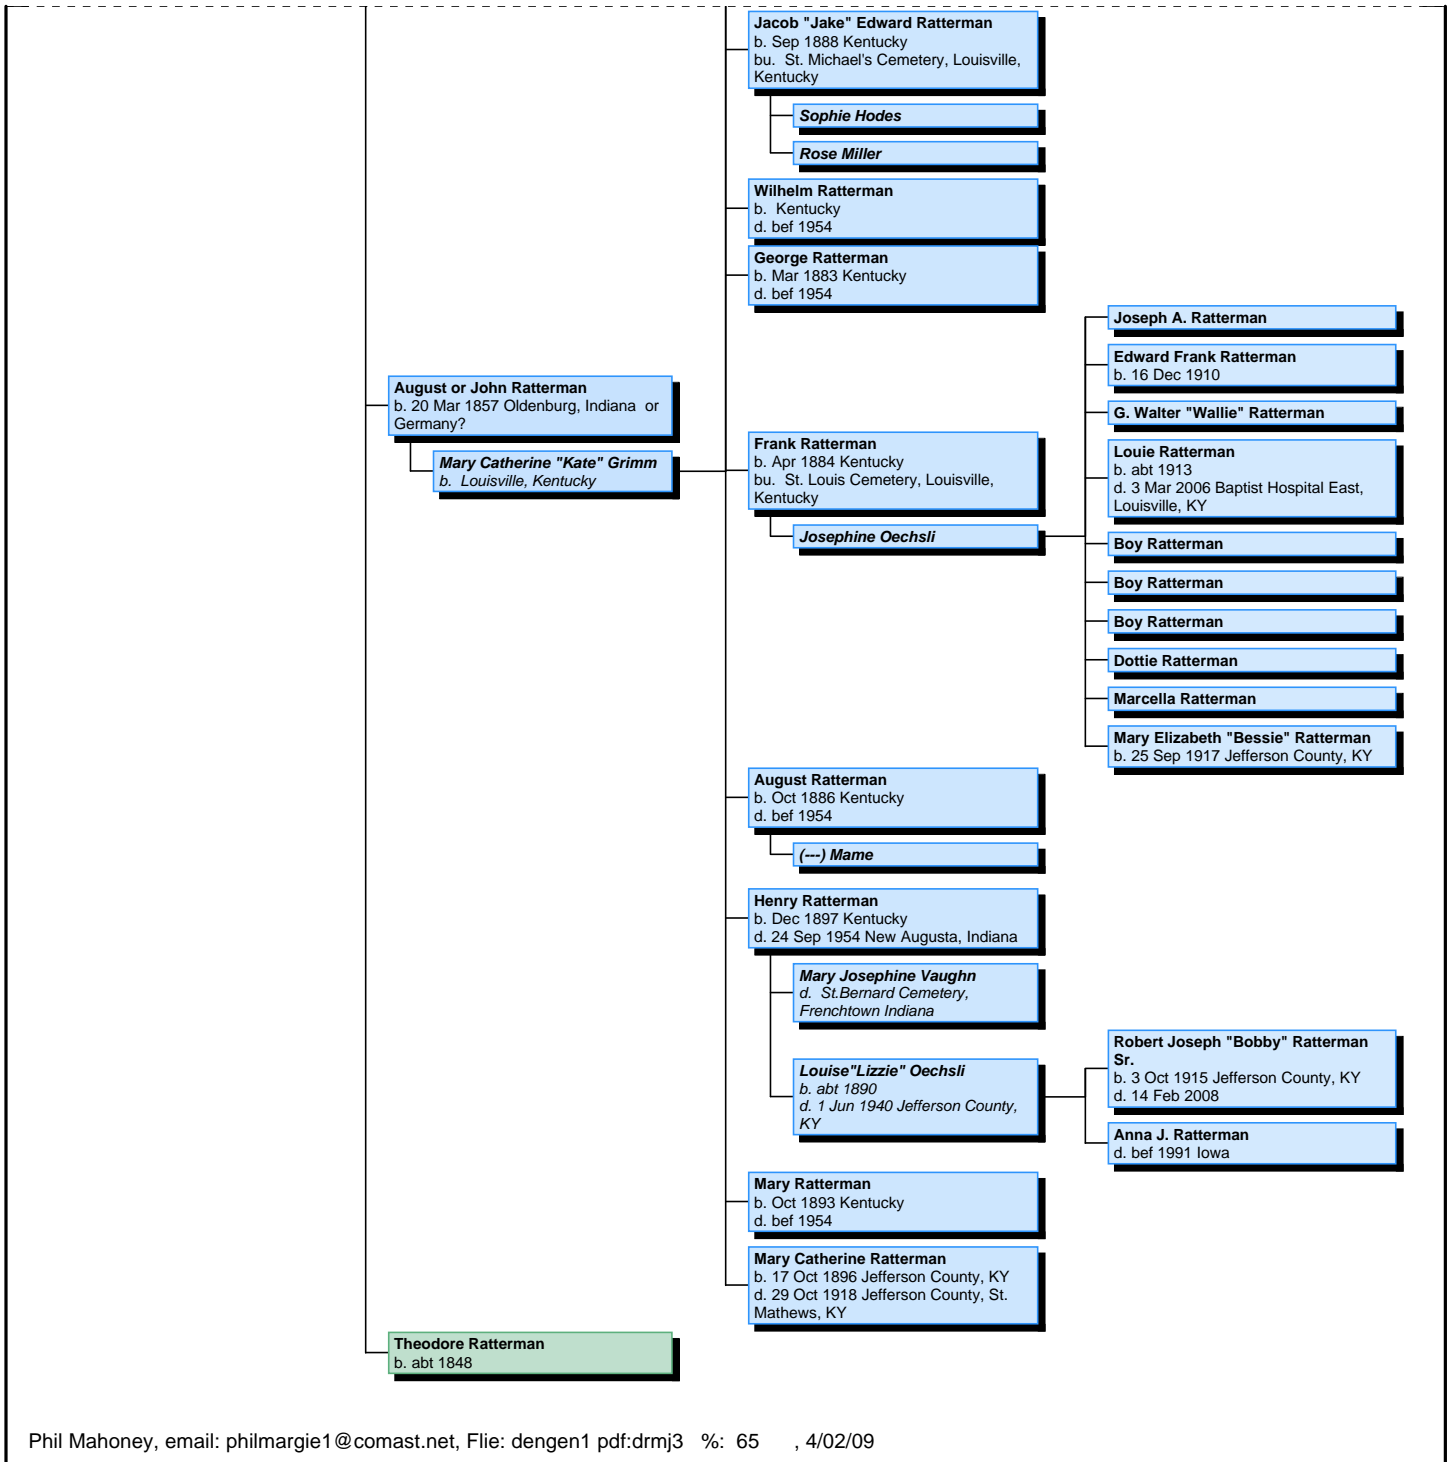 Jacob "Jake" Edward Ratterman
b. Sep 1888 Kentucky
bu.  St. Michael's Cemetery, Louisville,
Kentucky
Sophie Hodes
Rose Miller
Wilhelm Ratterman
b.  Kentucky
d. bef 1954
George Ratterman
b. Mar 1883 Kentucky
d. bef 1954
August or John Ratterman
b. 20 Mar 1857 Oldenburg, Indiana  or
Germany?
Mary Catherine "Kate" Grimm
b.  Louisville, Kentucky
Frank Ratterman
b. Apr 1884 Kentucky
bu.  St. Louis Cemetery, Louisville,
Kentucky
Josephine Oechsli
Joseph A. Ratterman
Edward Frank Ratterman
b. 16 Dec 1910
G. Walter "Wallie" Ratterman
Louie Ratterman
b. abt 1913
d. 3 Mar 2006 Baptist Hospital East,
Louisville, KY
Boy Ratterman
Boy Ratterman
Boy Ratterman
Dottie Ratterman
Marcella Ratterman
Mary Elizabeth "Bessie" Ratterman
b. 25 Sep 1917 Jefferson County, KY
August Ratterman
b. Oct 1886 Kentucky
d. bef 1954
(---) Mame
Henry Ratterman
b. Dec 1897 Kentucky
d. 24 Sep 1954 New Augusta, Indiana
Mary Josephine Vaughn
d.  St.Bernard Cemetery,
Frenchtown Indiana
Louise"Lizzie" Oechsli
b. abt 1890
d. 1 Jun 1940 Jefferson County,
KY
Robert Joseph "Bobby" Ratterman
Sr.
b. 3 Oct 1915 Jefferson County, KY
d. 14 Feb 2008
Anna J. Ratterman
d. bef 1991 Iowa
Mary Ratterman
b. Oct 1893 Kentucky
d. bef 1954
Mary Catherine Ratterman
b. 17 Oct 1896 Jefferson County, KY
d. 29 Oct 1918 Jefferson County, St.
Mathews, KY
Theodore Ratterman
b. abt 1848
Phil Mahoney, email: philmargie1@comast.net, Flie: dengen1 pdf:drmj3   %:  65     , 4/02/09